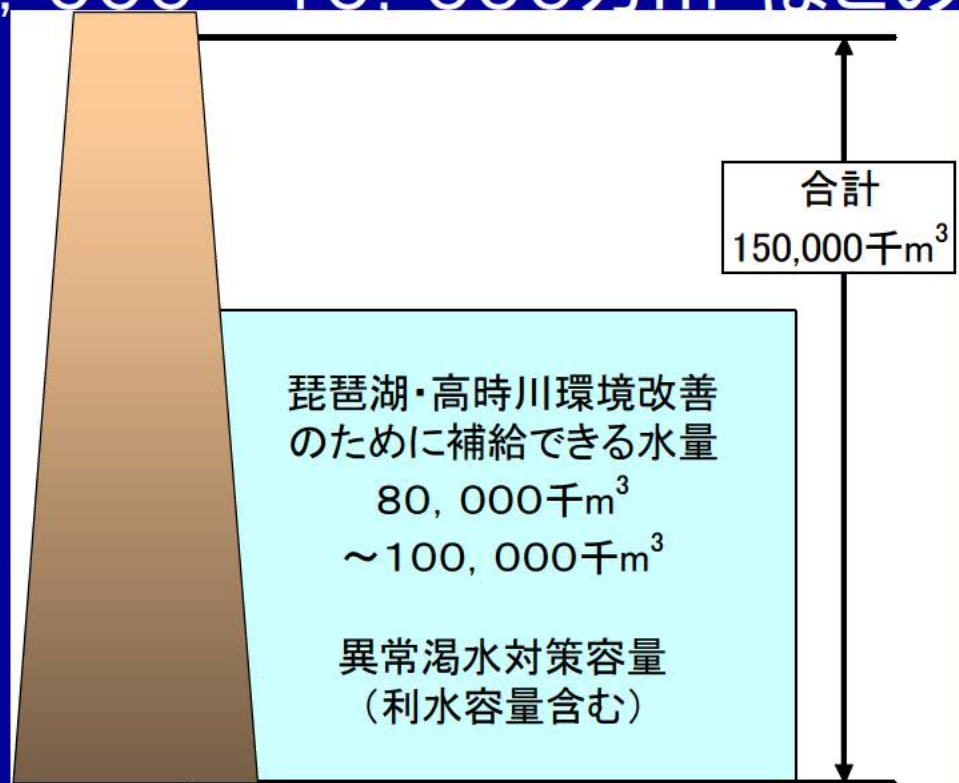 合計
150,000千m³
琵琶湖・高時川環境改善
のために補給できる水量
80，000千m³
～100，000千m³
異常渇水対策容量
（利水容量含む）